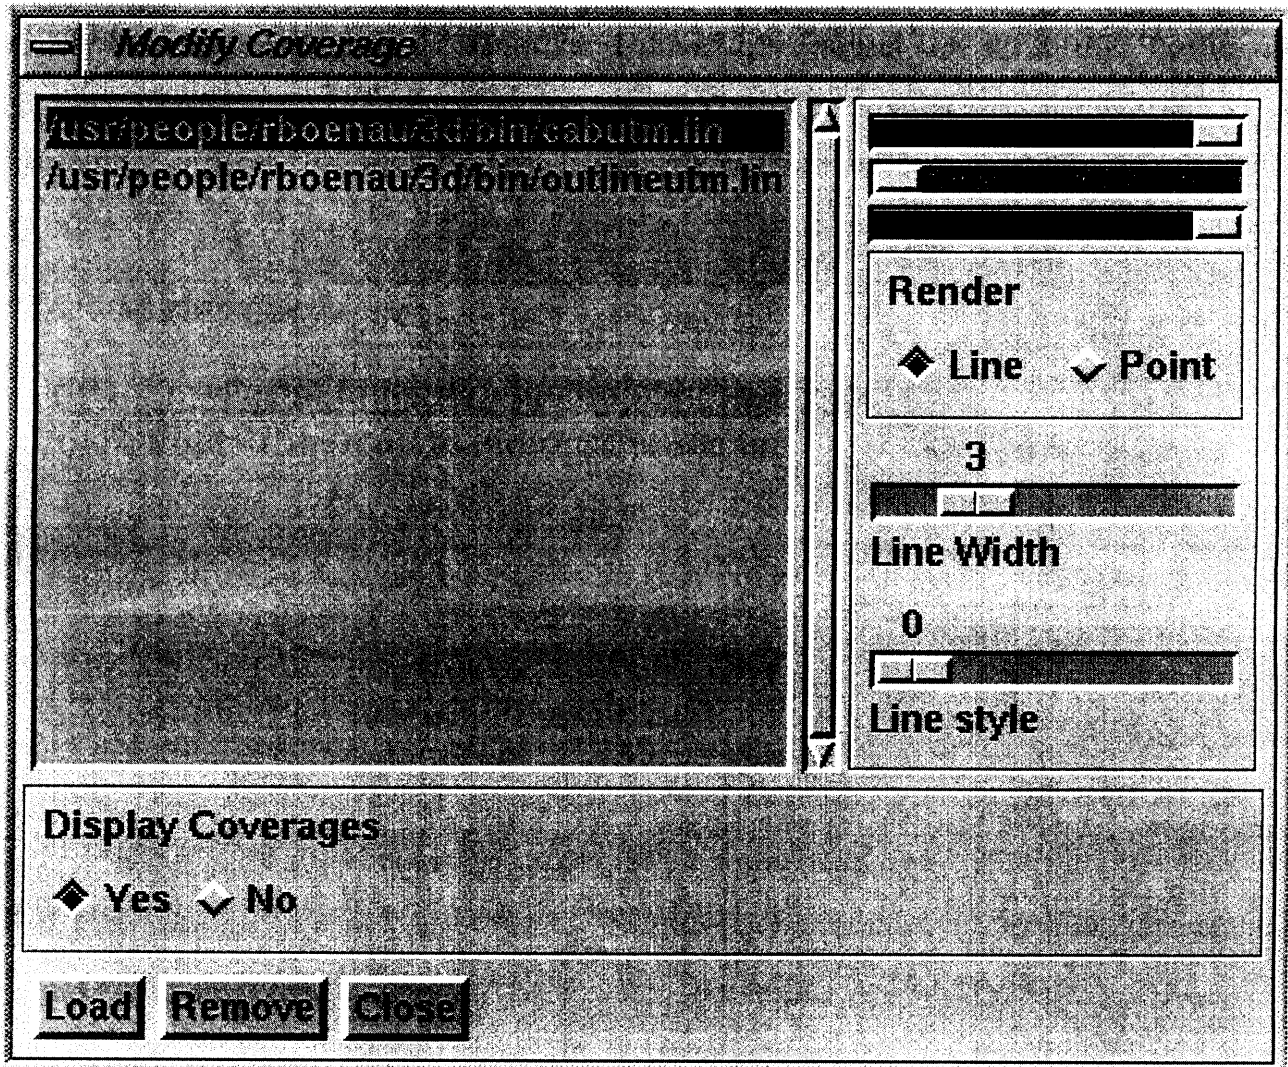 Modify Coverage
/usr/people/rboenau/3d/bin/cabutm.lin
/usr/people/rboenau/3d/bin/outlineutm.lin
Render
Line Point
3
Line Width
0
Line style
Display Coverages
Yes No
Load Remove Close